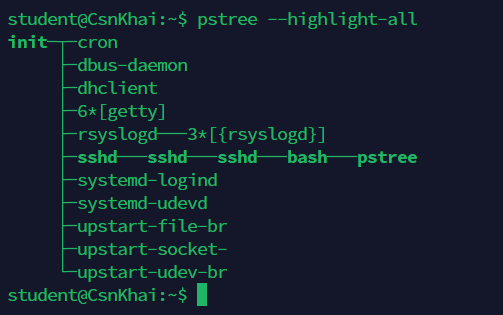 student@CsnKhai:~$ pstree --highlight-all
init─┬─cron
     ├─dbus-daemon
     ├─dhclient
     ├─6*[getty]
     ├─rsyslogd───3*[{rsyslogd}]
     ├─sshd───sshd───sshd───bash───pstree
     ├─systemd-logind
     ├─systemd-udevd
     ├─upstart-file-br
     ├─upstart-socket-
     └─upstart-udev-br
student@CsnKhai:~$